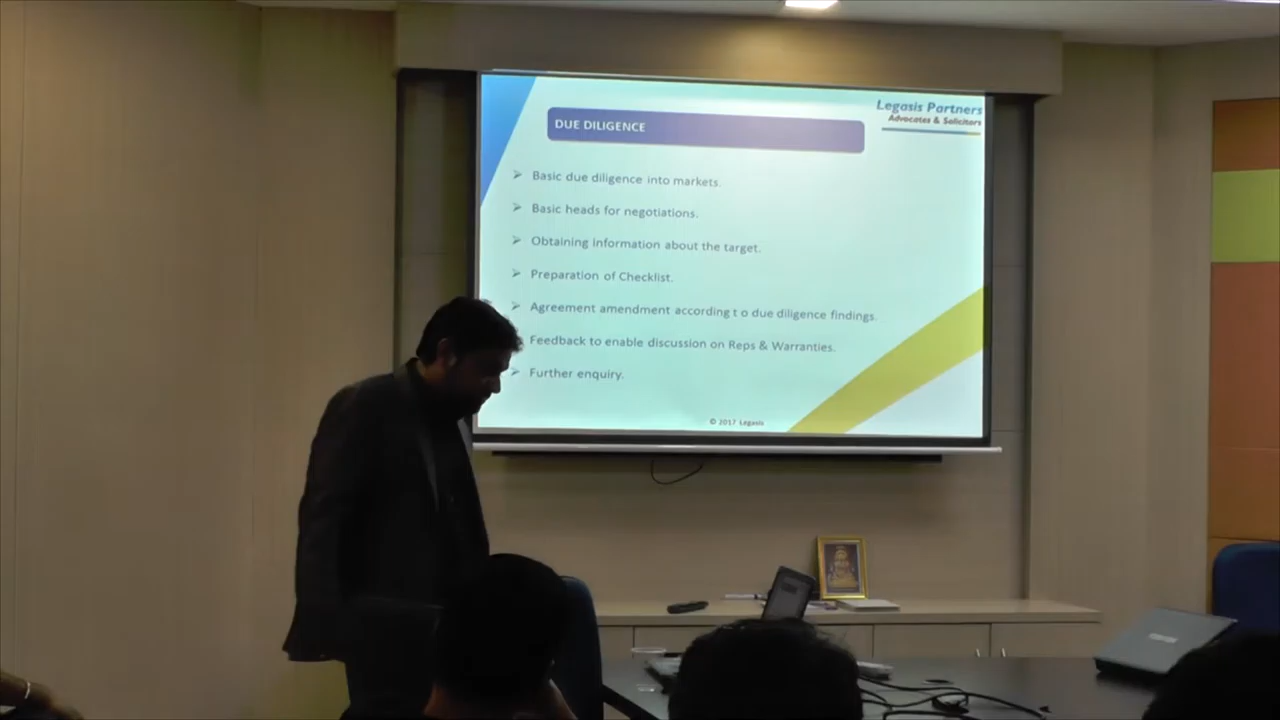 Legasis Partners
Advocates & Solicitors
DUE DILIGENCE
Basic due diligence into markets.
Basic heads for negotiations.
Obtaining information about the target.
Preparation of Checklist.
Agreement amendment according t o due diligence findings.
Feedback to enable discussion on Reps & Warranties.
Further enquiry.
© 2017 Legasis